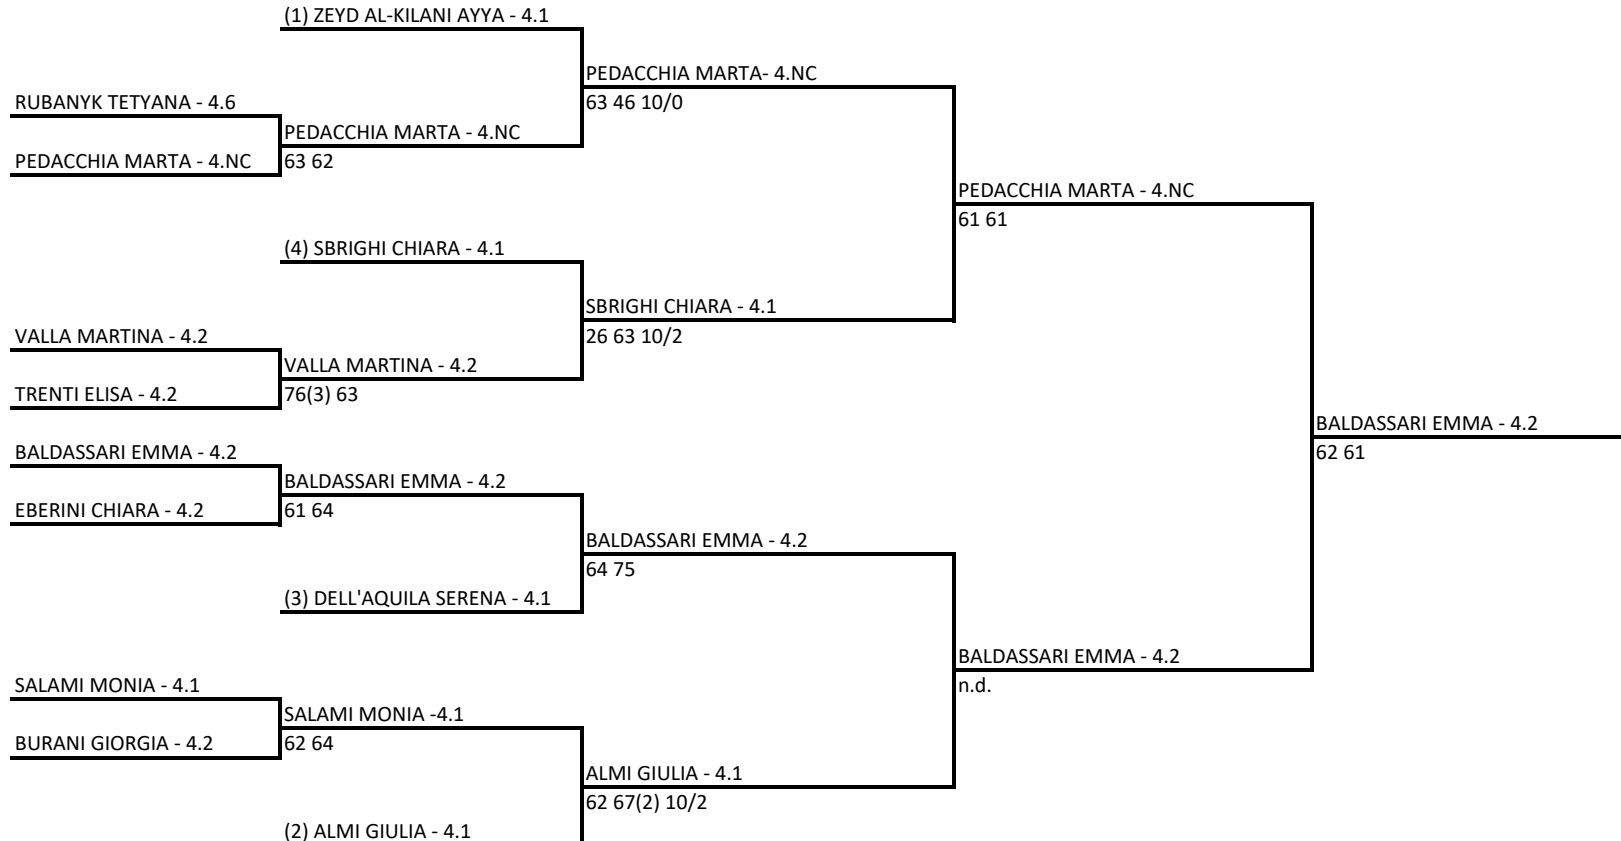 (1) ZEYD AL-KILANI AYYA - 4.1
PEDACCHIA MARTA- 4.NC
RUBANYK TETYANA - 4.6
63 46 10/0
PEDACCHIA MARTA - 4.NC
PEDACCHIA MARTA - 4.NC
63 62
PEDACCHIA MARTA - 4.NC
61 61
(4) SBRIGHI CHIARA - 4.1
SBRIGHI CHIARA - 4.1
VALLA MARTINA - 4.2
26 63 10/2
VALLA MARTINA - 4.2
TRENTI ELISA - 4.2
76(3) 63
BALDASSARI EMMA - 4.2
62 61
BALDASSARI EMMA - 4.2
BALDASSARI EMMA - 4.2
EBERINI CHIARA - 4.2
61 64
BALDASSARI EMMA - 4.2
64 75
(3) DELL'AQUILA SERENA - 4.1
BALDASSARI EMMA - 4.2
n.d.
SALAMI MONIA - 4.1
SALAMI MONIA -4.1
BURANI GIORGIA - 4.2
62 64
ALMI GIULIA - 4.1
62 67(2) 10/2
(2) ALMI GIULIA - 4.1